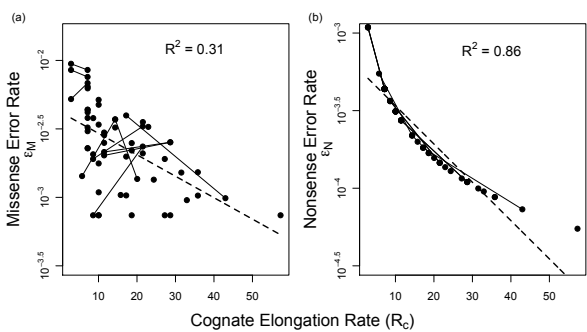 (a)
R² = 0.31
Missense Error Rate
ε_M
10^-2
10^-2.5
10^-3
10^-3.5
10 20 30 40 50
(b)
R² = 0.86
Nonsense Error Rate
ε_N
10^-3
10^-3.5
10^-4
10^-4.5
10 20 30 40 50
Cognate Elongation Rate (R_c)